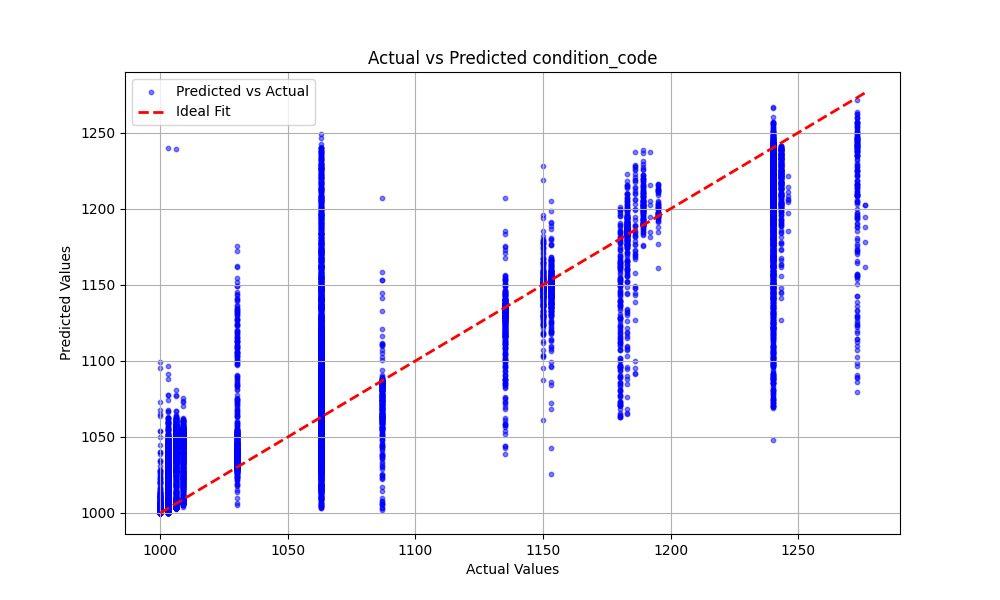 Actual vs Predicted condition_code
Predicted vs Actual
Ideal Fit
Predicted Values
1250
1200
1150
1100
1050
1000
1000 1050 1100 1150 1200 1250
Actual Values